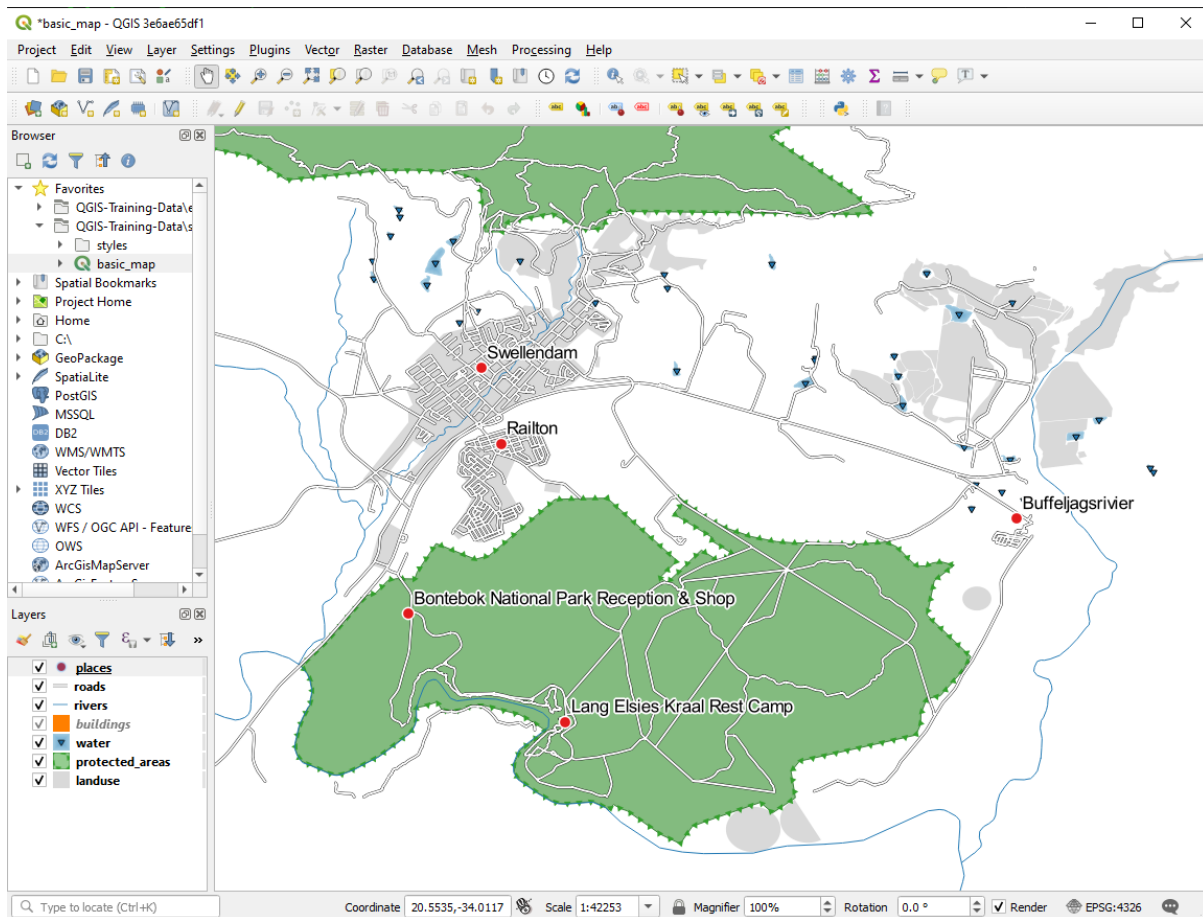 *basic_map - QGIS 3e6ae65df1
Project Edit View Layer Settings Plugins Vector Raster Database Mesh Processing Help
Browser
Favorites
QGIS-Training-Data\e
QGIS-Training-Data\s
styles
basic_map
Spatial Bookmarks
Project Home
Home
C:\
GeoPackage
SpatiaLite
PostGIS
MSSQL
DB2
WMS/WMTS
Vector Tiles
XYZ Tiles
WCS
WFS / OGC API - Feature
OWS
ArcGisMapServer
Layers
places
roads
rivers
buildings
water
protected_areas
landuse
Swellendam
Railton
Buffeljagsrivier
Bontebok National Park Reception & Shop
Lang Elsies Kraal Rest Camp
Type to locate (Ctrl+K) Coordinate 20.5535,-34.0117 Scale 1:42253 Magnifier 100% Rotation 0.0 ° Render EPSG:4326